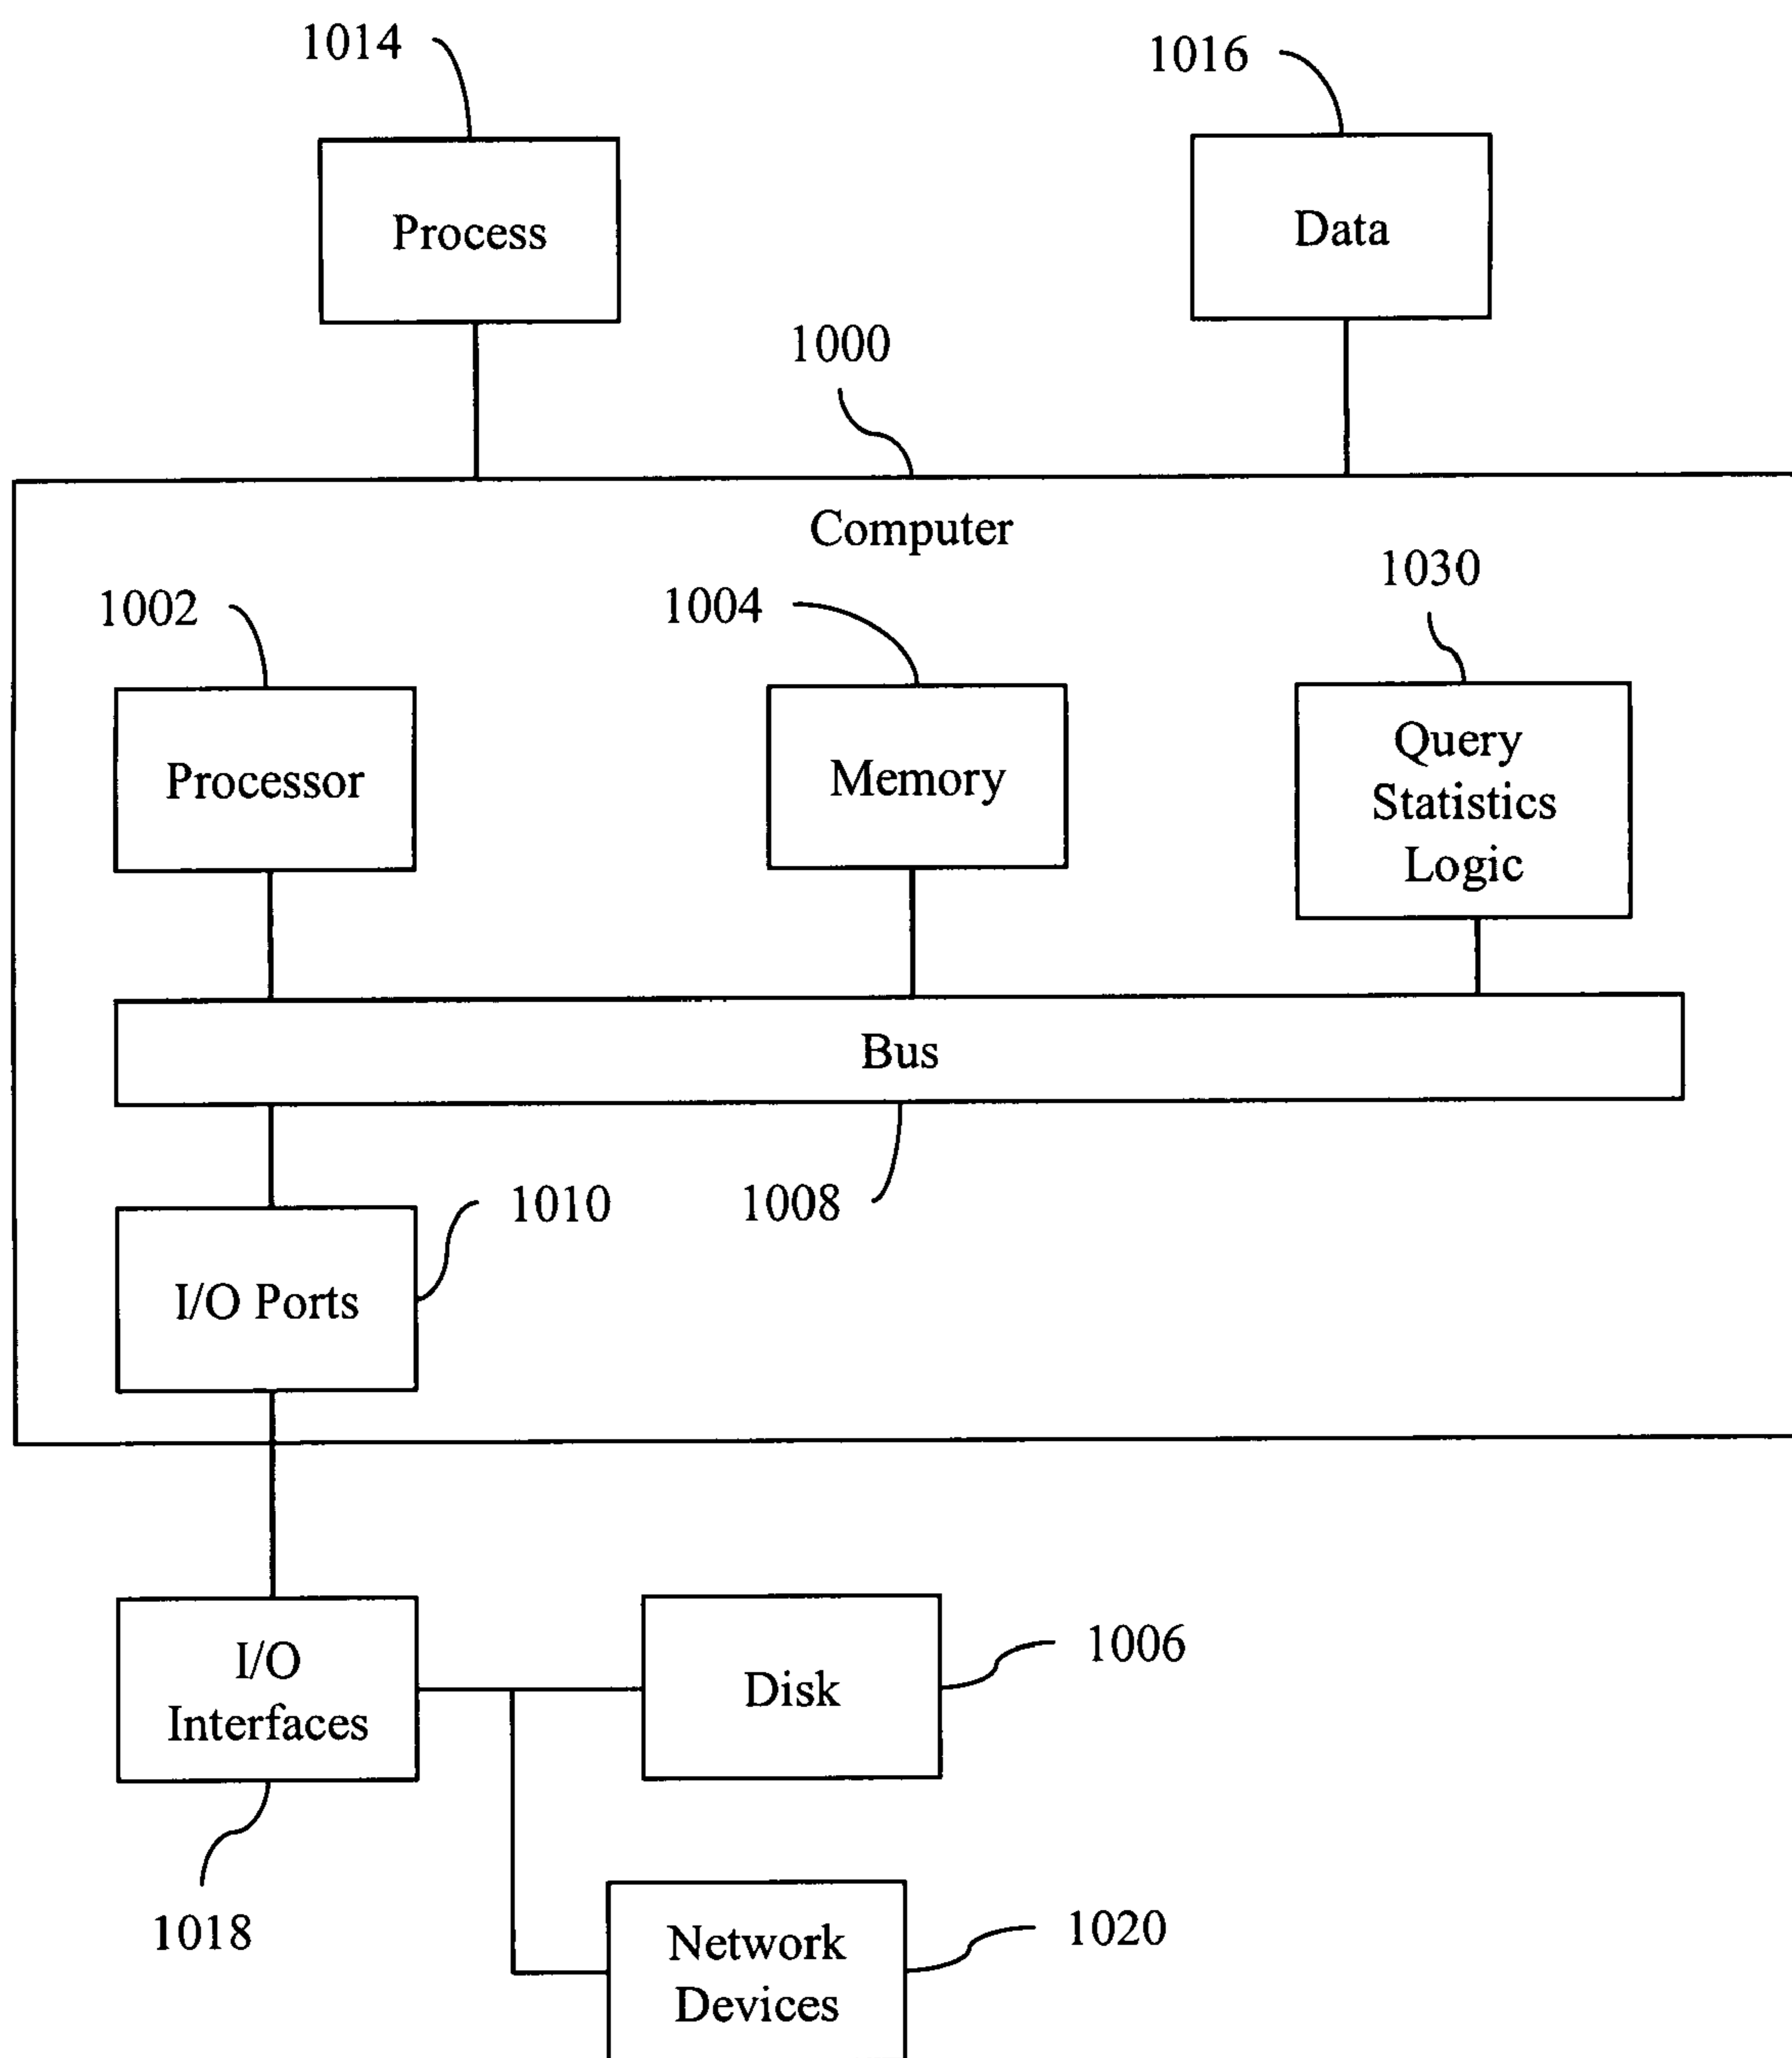 1014
1016
Process
Data
1000
Computer
1030
1002
1004
Query
Statistics
Logic
Processor
Memory
Bus
1010
1008
I/O Ports
I/O
Interfaces
Disk
1006
1018
Network
Devices
1020